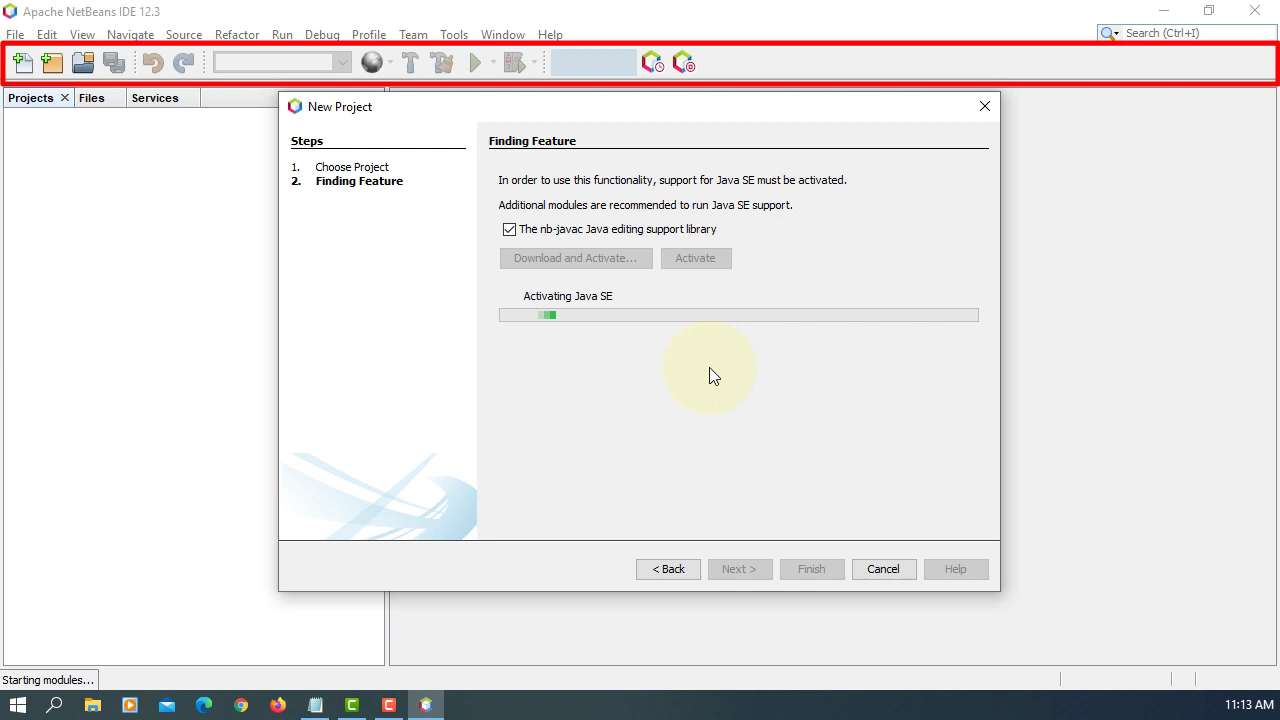 Apache NetBeans IDE 12.3
File Edit View Navigate Source Refactor Run Debug Profile Team Tools Window Help
Search (Ctrl+I)
Projects Files Services
New Project
Steps
1. Choose Project
2. Finding Feature
Finding Feature
In order to use this functionality, support for Java SE must be activated.
Additional modules are recommended to run Java SE support.
The nb-javac Java editing support library
Download and Activate... Activate
Activating Java SE
< Back Next > Finish Cancel Help
Starting modules...
11:13 AM